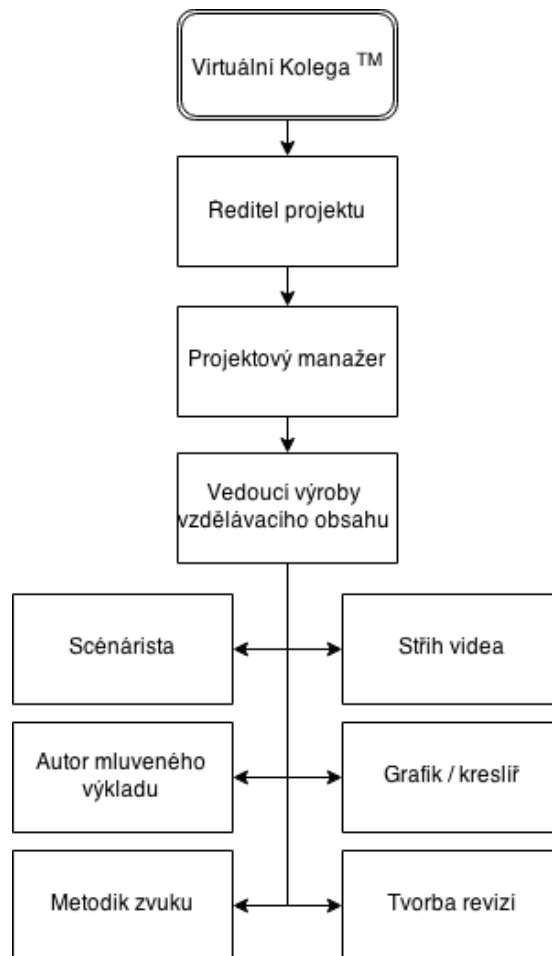 Virtuální Kolega TM
Ředitel projektu
Projektový manažer
Vedoucí výroby
vzdělávacího obsahu
Scénárista
Střih videa
Autor mluveného
výkladu
Grafik / kreslíř
Metodik zvuku
Tvorba revizí